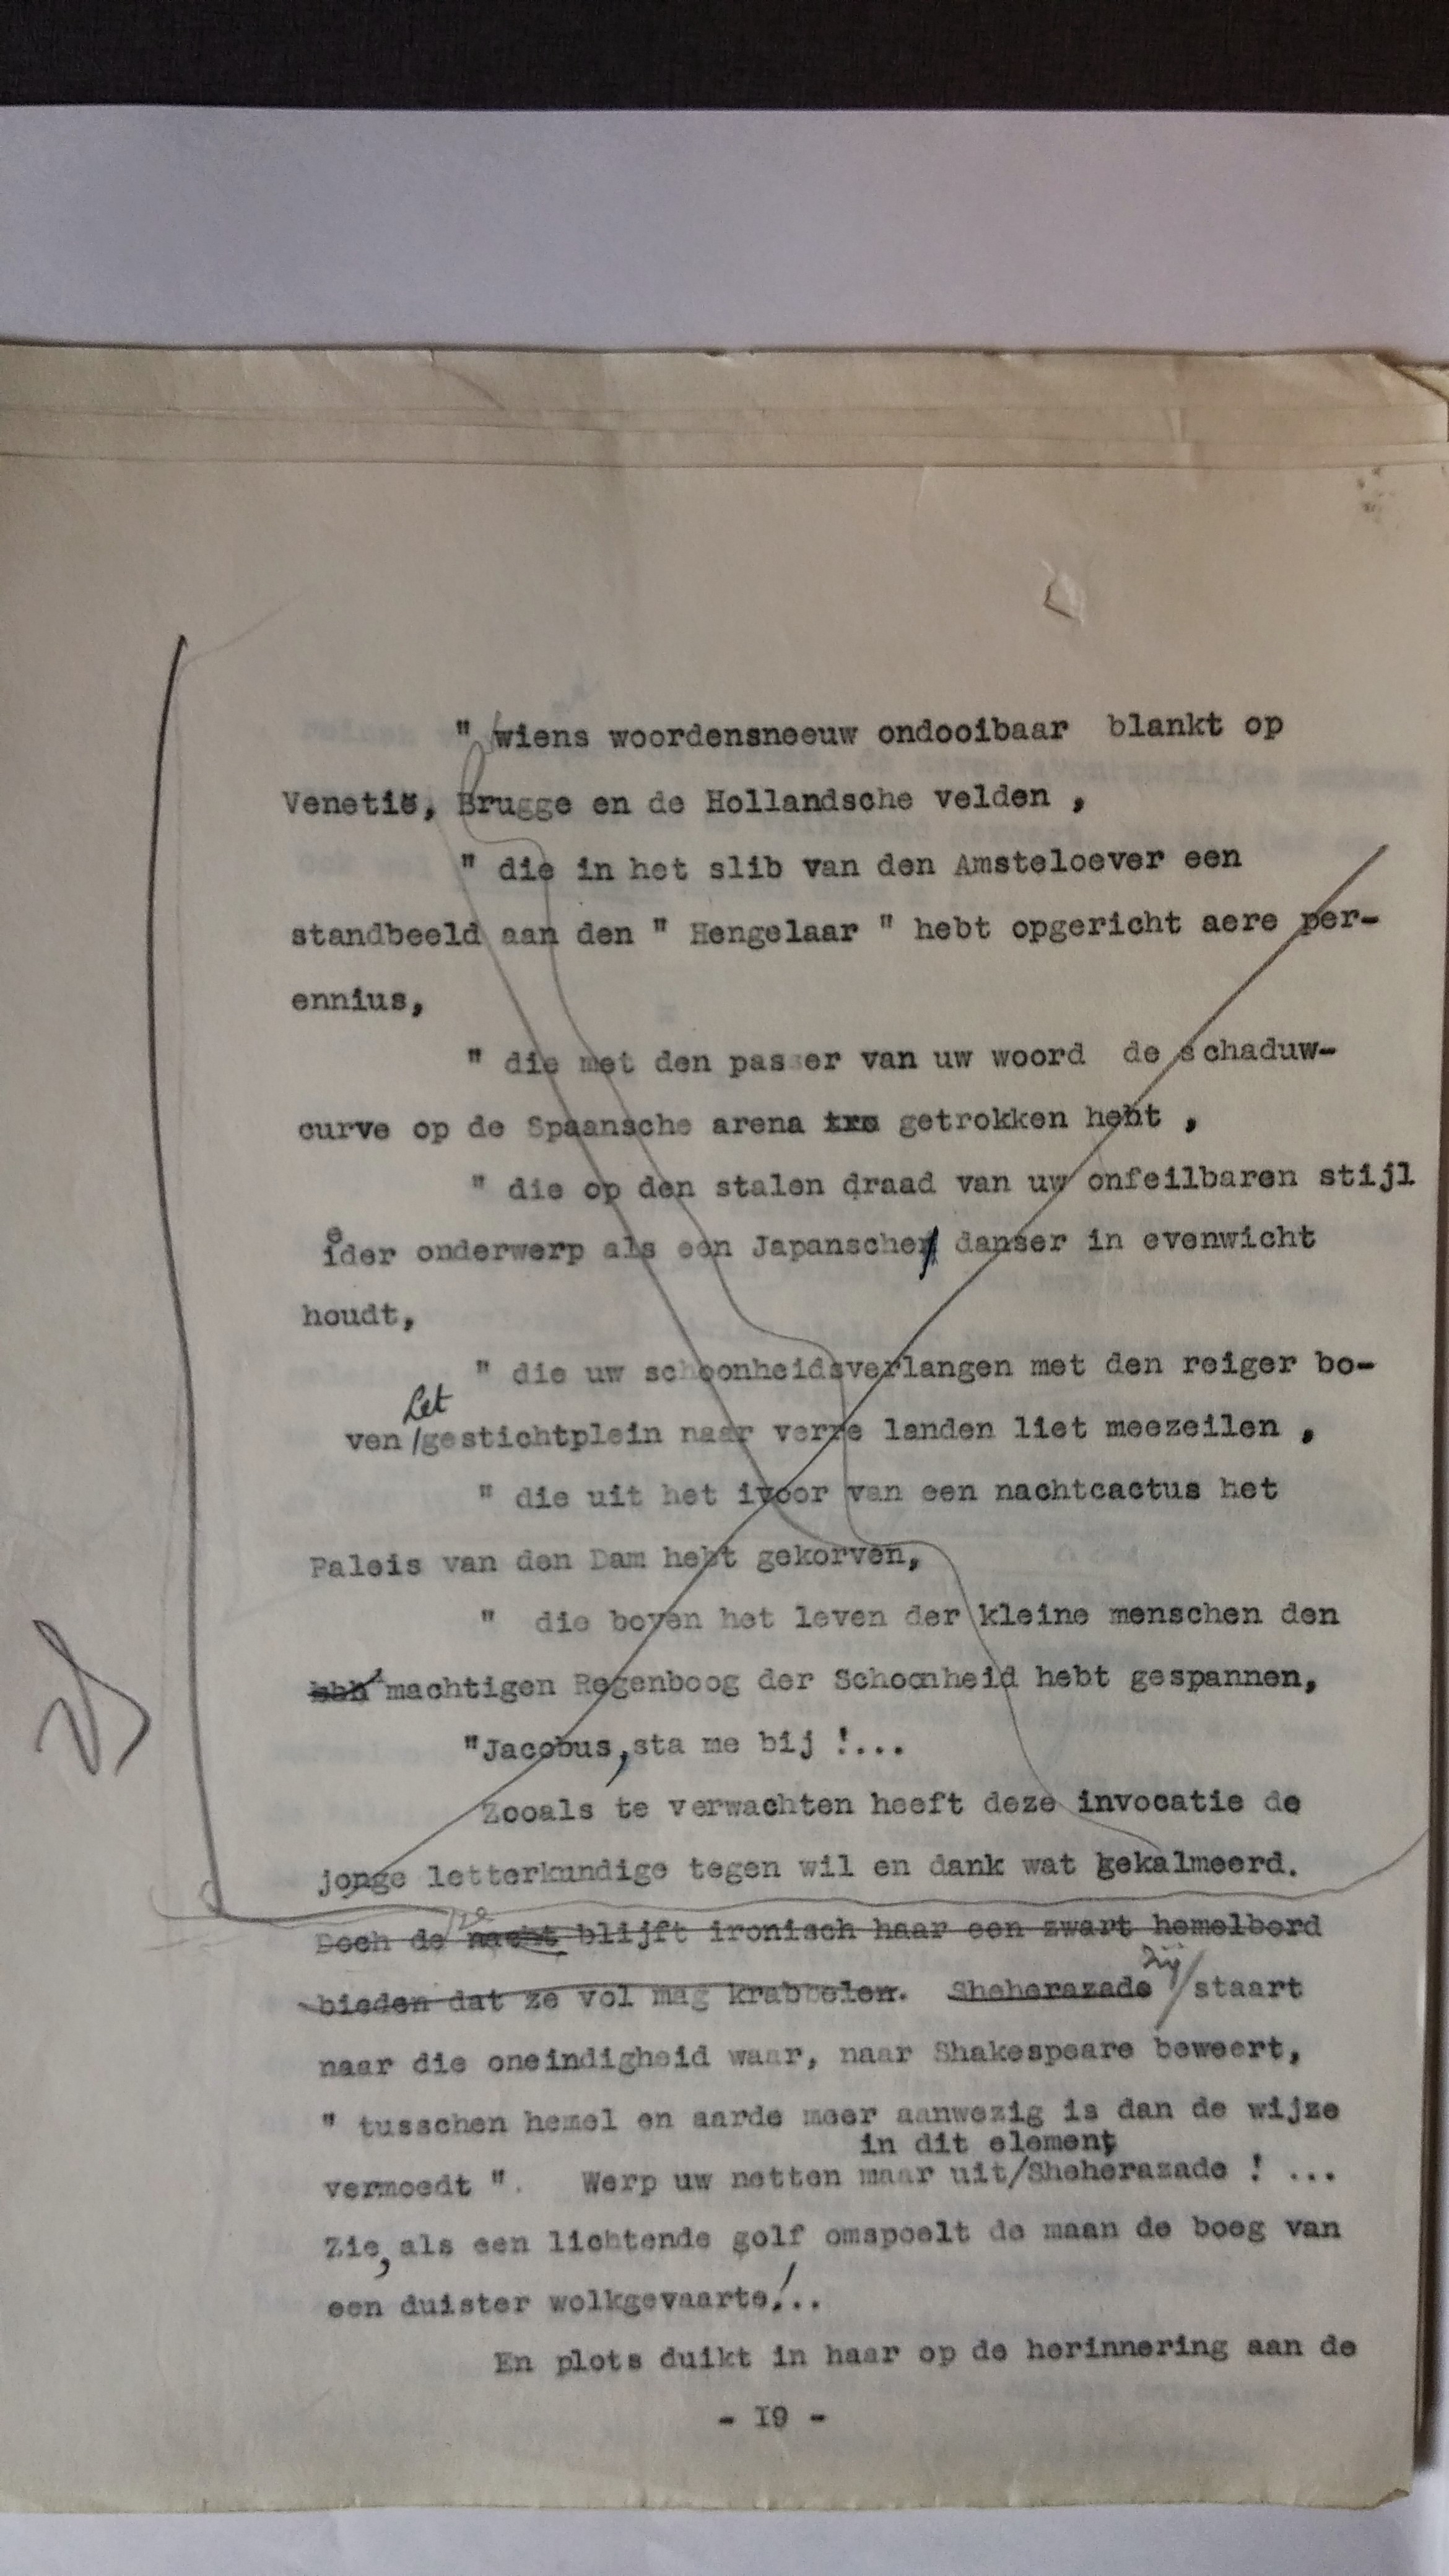 " wiens woordensneeuw ondooibaar blankt op
Venetië, Brugge en de Hollandsche velden ,
" die in het slib van den Amsteloever een
standbeeld aan den " Hengelaar " hebt opgericht aere per-
ennius,
" die met den passer van uw woord de schaduw-
curve op de Spaansche arena trs getrokken hebt ,
" die op den stalen draad van uw onfeilbaren stijl
ieder onderwerp als een Japanschen danser in evenwicht
houdt,
" die uw schoonheidsverlangen met den reiger bo-
het
ven /gestichtplein naar verre landen liet meezeilen ,
" die uit het ivoor van een nachtcactus het
Paleis van den Dam hebt gekorven,
" die boven het leven der kleine menschen den
machtigen Regenboog der Schoonheid hebt gespannen,
"Jacobus, sta me bij !...
Zooals te verwachten heeft deze invocatie de
jonge letterkundige tegen wil en dank wat gekalmeerd.
Doch de nacht blijft ironisch haar een zwart hemelbord
zij
bieden dat ze vol mag krabbelen. Sheherazade / staart
naar die oneindigheid waar, naar Shakespeare beweert,
" tusschen hemel en aarde meer aanwezig is dan de wijze
in dit element,
vermoedt ". Werp uw netten maar uit/Sheherazade ! ...
Zie, als een lichtende golf omspoelt de maan de boeg van
een duister wolkgevaarte!..
En plots duikt in haar op de herinnering aan de
- I9 -